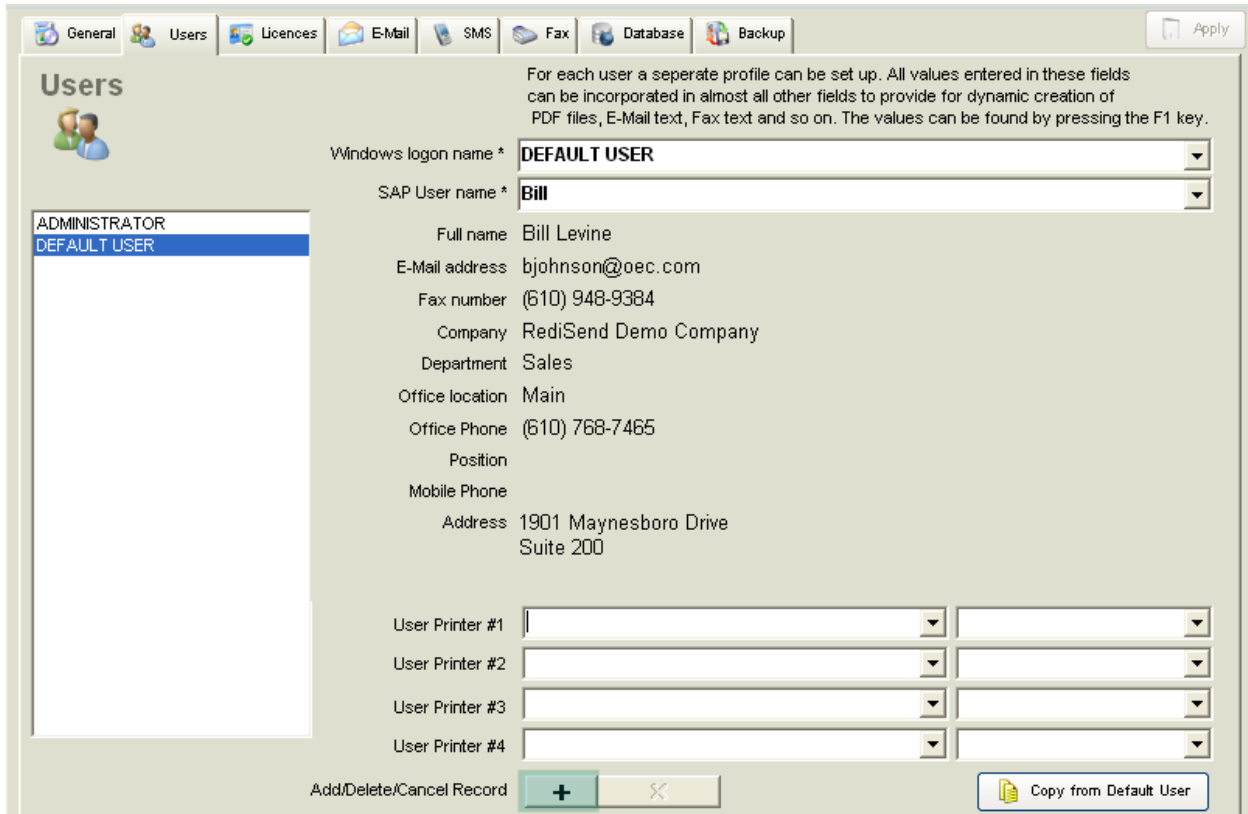 General Users Licences E-Mail SMS Fax Database Backup Apply
Users
For each user a seperate profile can be set up. All values entered in these fields
can be incorporated in almost all other fields to provide for dynamic creation of
PDF files, E-Mail text, Fax text and so on. The values can be found by pressing the F1 key.
Windows logon name * DEFAULT USER
SAP User name * Bill
ADMINISTRATOR
DEFAULT USER
Full name Bill Levine
E-Mail address bjohnson@oec.com
Fax number (610) 948-9384
Company RediSend Demo Company
Department Sales
Office location Main
Office Phone (610) 768-7465
Position
Mobile Phone
Address 1901 Maynesboro Drive
Suite 200
User Printer #1
User Printer #2
User Printer #3
User Printer #4
Add/Delete/Cancel Record + Copy from Default User